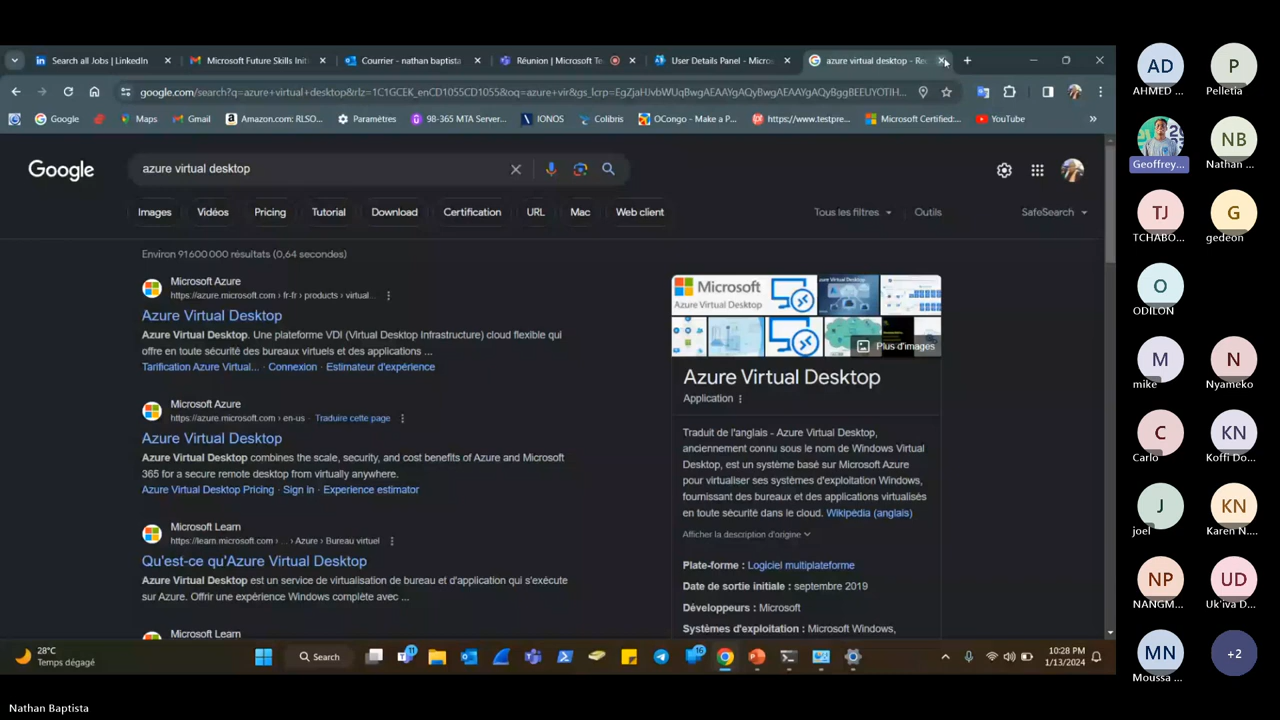 Search all Jobs | LinkedIn
Microsoft Future Skills Init
Courrier - nathan baptista
Réunion | Microsoft Te
User Details Panel - Micros
azure virtual desktop - Re
google.com/search?q=azure+virtual+desktop&rlz=1C1GCEK_enCD1055CD1055&oq=azure+vir&gs_lcrp=EgZjaHJvbWUqBwgAEAAYgAQyBwgAEAAYgAQyBggBEEUYOTIH...
Google
Maps
Gmail
Amazon.com: RLSO...
Paramètres
98-365 MTA Server...
IONOS
Colibris
OCongo - Make a P...
https://www.testpre...
Microsoft Certified:...
YouTube
Google
azure virtual desktop
Images
Vidéos
Pricing
Tutorial
Download
Certification
URL
Mac
Web client
Tous les filtres
Outils
SafeSearch
Environ 91 600 000 résultats (0,64 secondes)
Microsoft Azure
https://azure.microsoft.com › fr-fr › products › virtual...
Azure Virtual Desktop
Azure Virtual Desktop. Une plateforme VDI (Virtual Desktop Infrastructure) cloud flexible qui
offre en toute sécurité des bureaux virtuels et des applications ...
Tarification Azure Virtual... · Connexion · Estimateur d'expérience
Microsoft Azure
https://azure.microsoft.com › en-us · Traduire cette page
Azure Virtual Desktop
Azure Virtual Desktop combines the scale, security, and cost benefits of Azure and Microsoft
365 for a secure remote desktop from virtually anywhere.
Azure Virtual Desktop Pricing · Sign In · Experience estimator
Microsoft Learn
https://learn.microsoft.com › ... › Azure › Bureau virtuel
Qu'est-ce qu'Azure Virtual Desktop
Azure Virtual Desktop est un service de virtualisation de bureau et d'application qui s'exécute
sur Azure. Offrir une expérience Windows complète avec ...
Microsoft Learn
Microsoft
Azure Virtual Desktop
Plus d'images
Azure Virtual Desktop
Application
Traduit de l'anglais - Azure Virtual Desktop,
anciennement connu sous le nom de Windows Virtual
Desktop, est un système basé sur Microsoft Azure
pour virtualiser ses systèmes d'exploitation Windows,
fournissant des bureaux et des applications virtualisés
en toute sécurité dans le cloud. Wikipédia (anglais)
Afficher la description d'origine
Plate-forme : Logiciel multiplateforme
Date de sortie initiale : septembre 2019
Développeurs : Microsoft
Systèmes d'exploitation : Microsoft Windows,
28°C
Temps dégagé
Search
11
16
10:28 PM
1/13/2024
AD
AHMED ...
P
Pelletia
Geoffrey...
NB
Nathan ...
TJ
TCHABO...
G
gedeon
O
ODILON
M
mike
N
Nyameko
C
Carlo
KN
Koffi Do...
J
joel
KN
Karen N...
NP
NANGM...
UD
Uk'iva D...
MN
Moussa ...
+2
Nathan Baptista